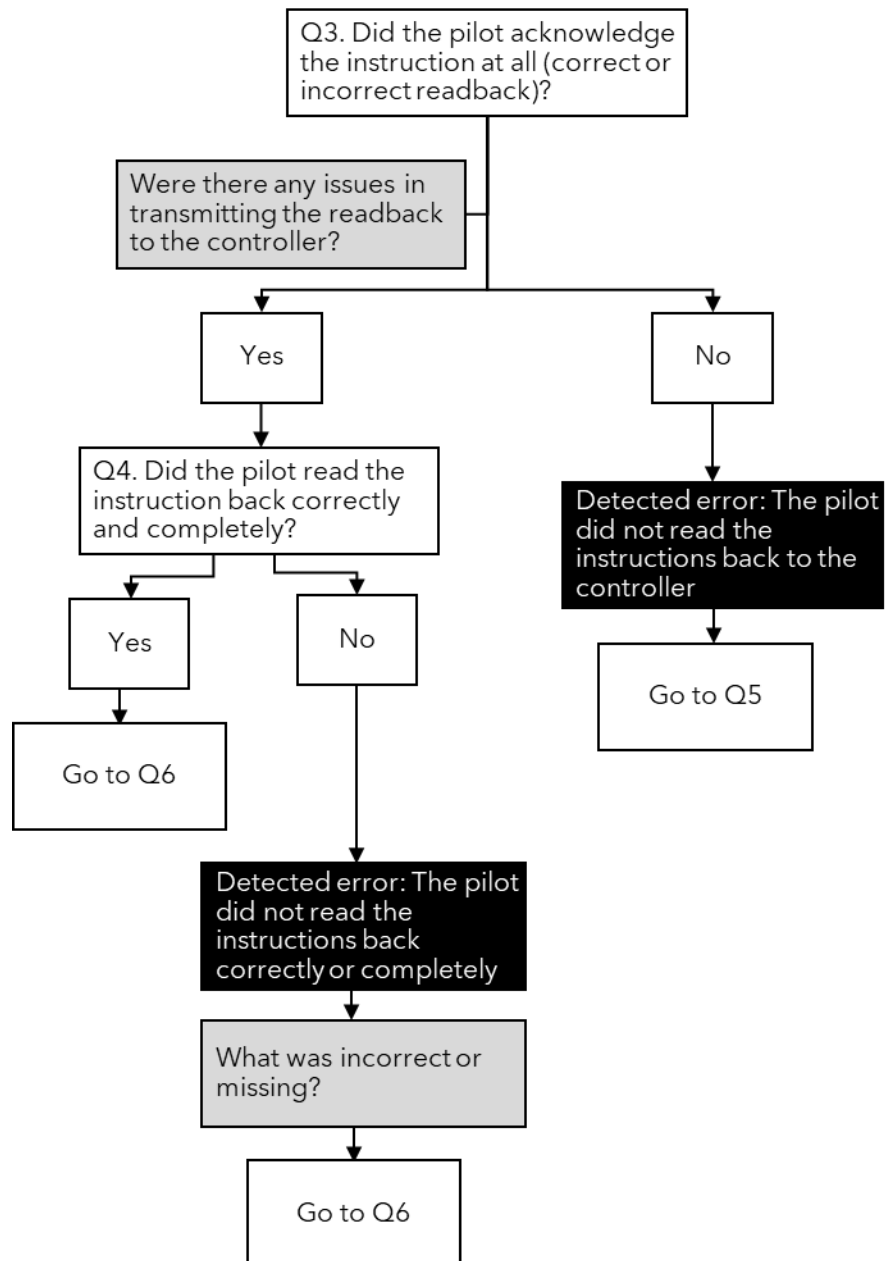 Q3. Did the pilot acknowledge
the instruction at all (correct or
incorrect readback)?
Were there any issues in
transmitting the readback
to the controller?
Yes
No
Q4. Did the pilot read the
instruction back correctly
and completely?
Detected error: The pilot
did not read the
instructions back to the
controller
Yes
No
Go to Q5
Go to Q6
Detected error: The pilot
did not read the
instructions back
correctly or completely
What was incorrect or
missing?
Go to Q6